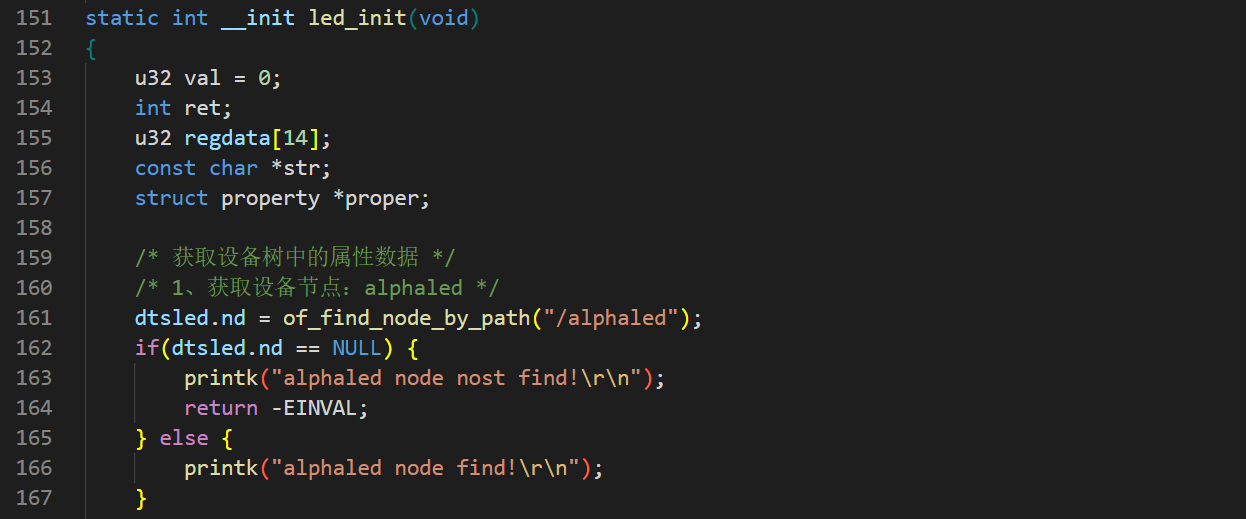 151 static int __init led_init(void)
152 {
153     u32 val = 0;
154     int ret;
155     u32 regdata[14];
156     const char *str;
157     struct property *proper;
158
159     /* 获取设备树中的属性数据 */
160     /* 1、获取设备节点：alphaled */
161     dtsled.nd = of_find_node_by_path("/alphaled");
162     if(dtsled.nd == NULL) {
163         printk("alphaled node nost find!\r\n");
164         return -EINVAL;
165     } else {
166         printk("alphaled node find!\r\n");
167     }